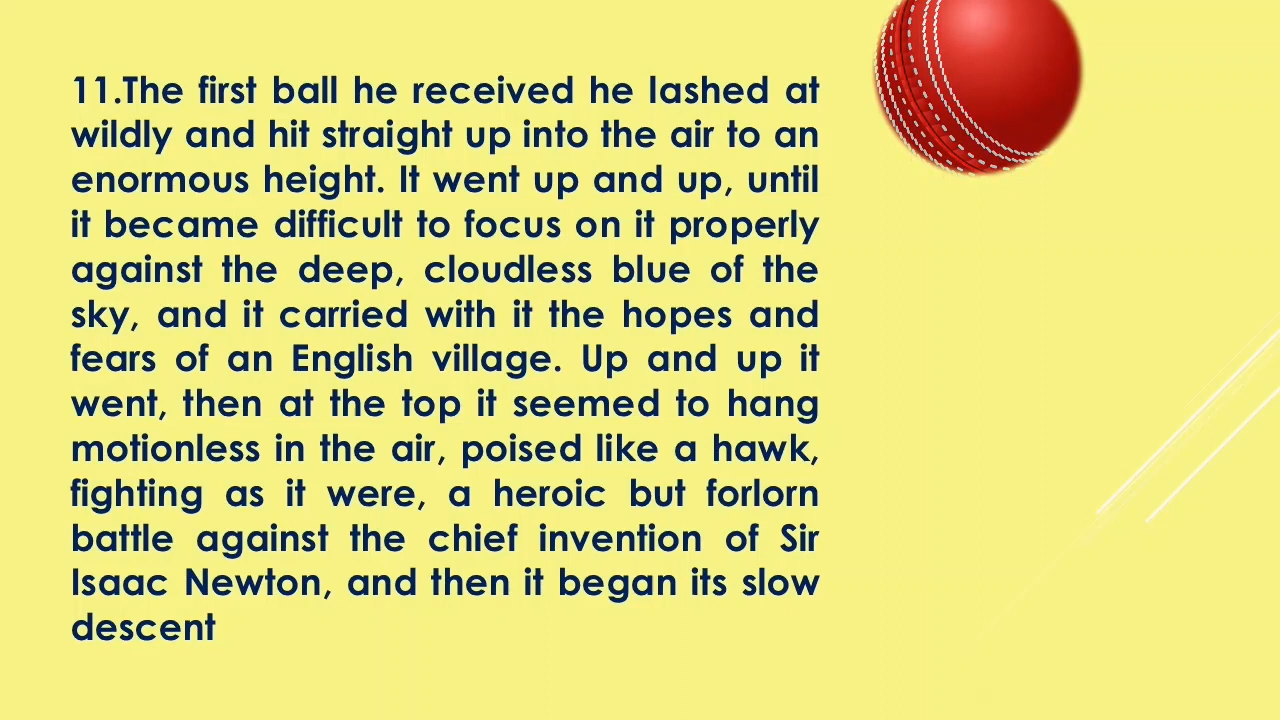 11.The first ball he received he lashed at
wildly and hit straight up into the air to an
enormous height. It went up and up, until
it became difficult to focus on it properly
against the deep, cloudless blue of the
sky, and it carried with it the hopes and
fears of an English village. Up and up it
went, then at the top it seemed to hang
motionless in the air, poised like a hawk,
fighting as it were, a heroic but forlorn
battle against the chief invention of Sir
Isaac Newton, and then it began its slow
descent